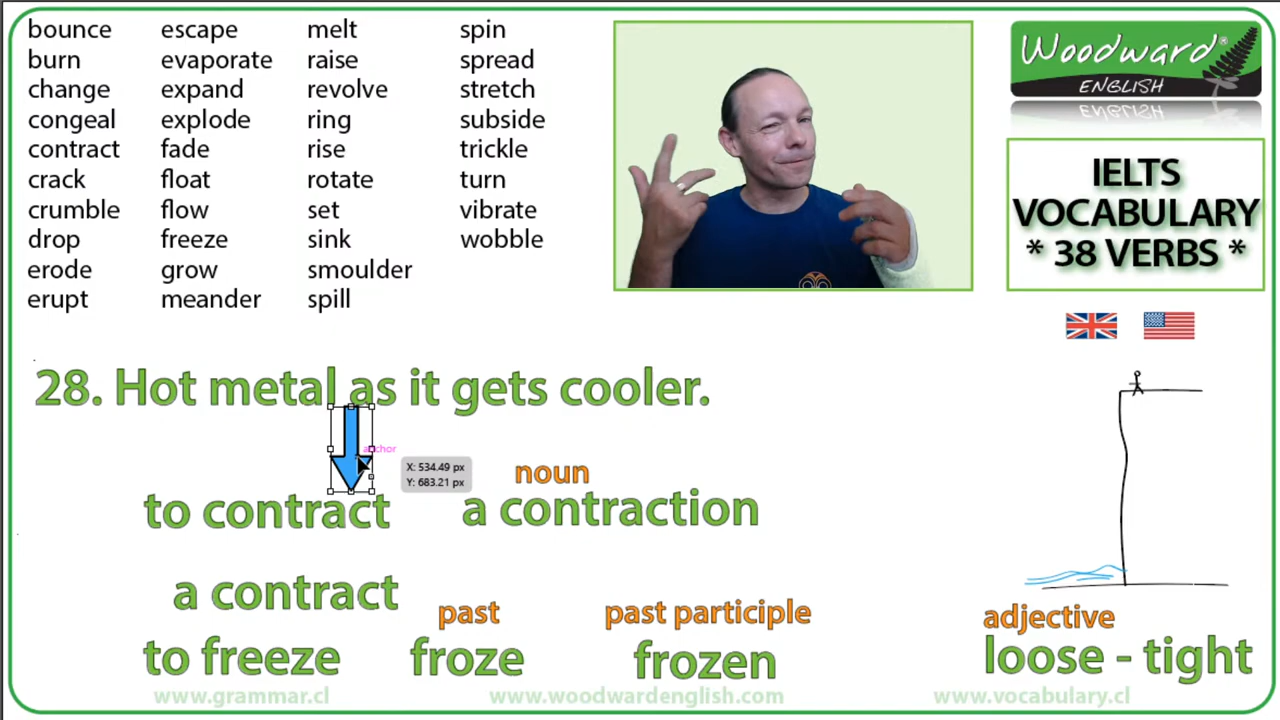 bounce escape melt spin
burn evaporate raise spread
change expand revolve stretch
congeal explode ring subside
contract fade rise trickle
crack float rotate turn
crumble flow set vibrate
drop freeze sink wobble
erode grow smoulder
erupt meander spill
Woodward®
ENGLISH
IELTS
VOCABULARY
* 38 VERBS *
28. Hot metal as it gets cooler.
anchor
X: 534.49 px
Y: 683.21 px
noun
to contract a contraction
a contract
past past participle adjective
to freeze froze frozen loose - tight
www.grammar.cl www.woodwardenglish.com www.vocabulary.cl